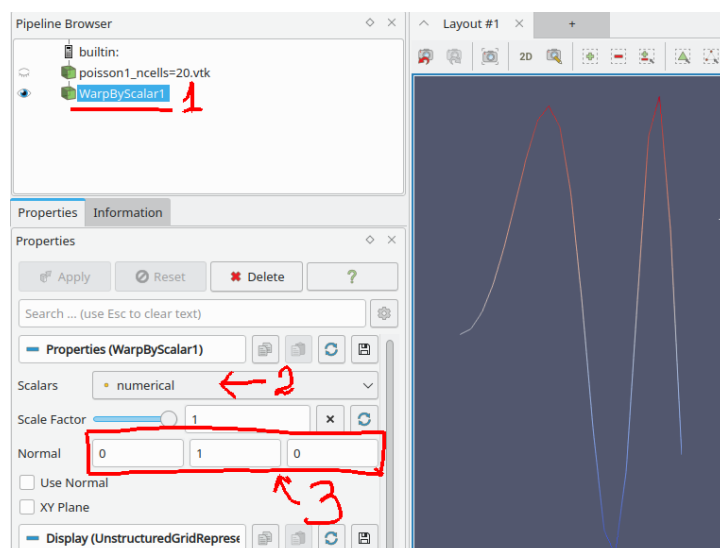 Pipeline Browser
Layout #1 × +
builtin:
2D
poisson1_ncells=20.vtk
WarpByScalar1
1
Properties Information
Properties
Apply Reset Delete ?
Search ... (use Esc to clear text)
Properties (WarpByScalar1)
Scalars numerical
2
Scale Factor 1
Normal 0 1 0
Use Normal
3
XY Plane
Display (UnstructuredGridReprese